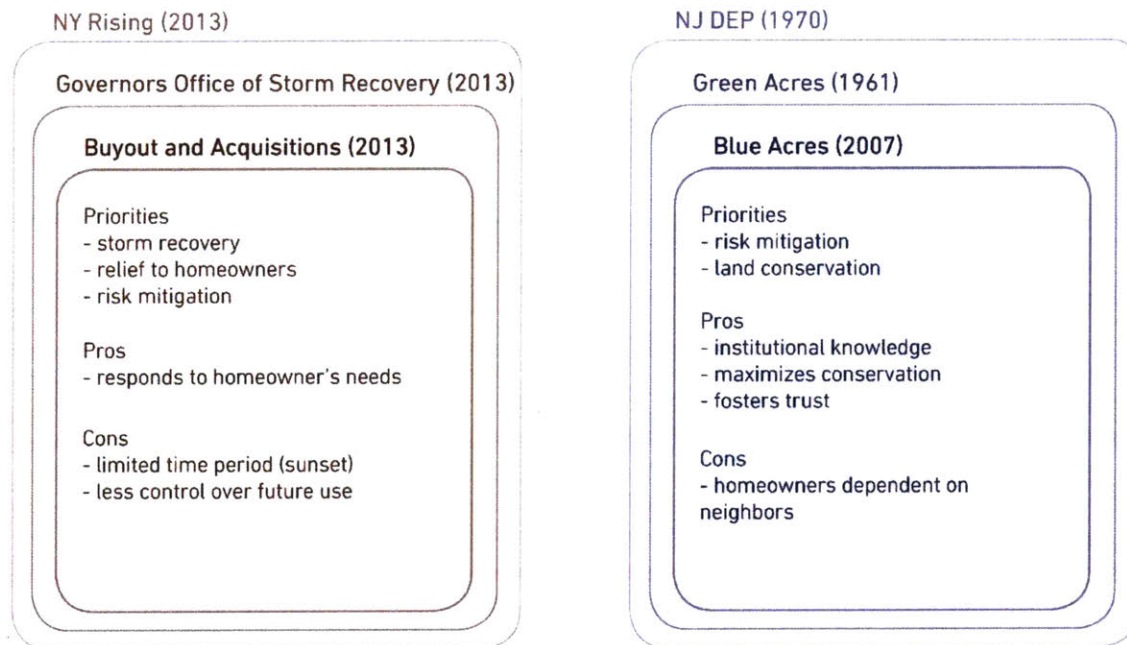 NY Rising (2013)
Governors Office of Storm Recovery (2013)
Buyout and Acquisitions (2013)
Priorities
- storm recovery
- relief to homeowners
- risk mitigation
Pros
- responds to homeowner's needs
Cons
- limited time period (sunset)
- less control over future use
NJ DEP (1970)
Green Acres (1961)
Blue Acres (2007)
Priorities
- risk mitigation
- land conservation
Pros
- institutional knowledge
- maximizes conservation
- fosters trust
Cons
- homeowners dependent on
neighbors